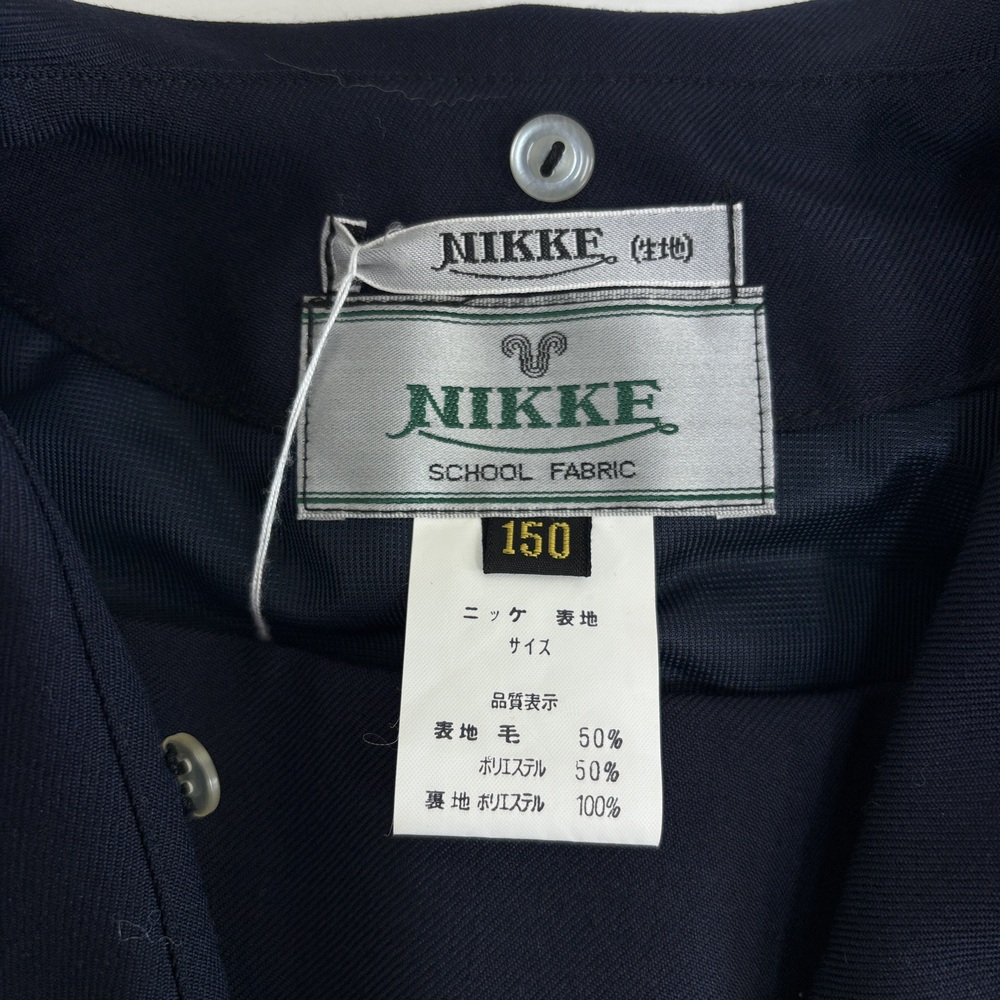 NIKKE (生地)
NIKKE
SCHOOL FABRIC
150
ニッケ 表地
サイズ
品質表示
表地 毛 50%
ポリエステル 50%
裏地 ポリエステル 100%